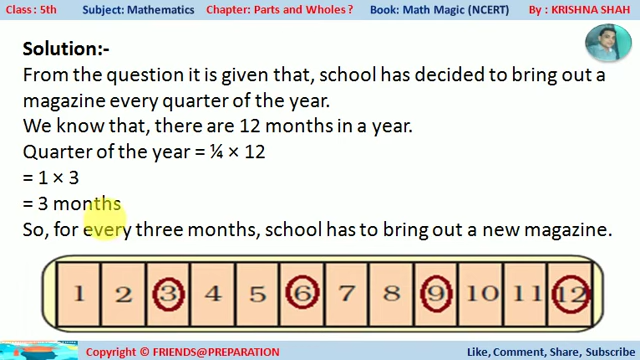 Class : 5th Subject: Mathematics Chapter: Parts and Wholes ? Book: Math Magic (NCERT) By : KRISHNA SHAH
Solution:-
From the question it is given that, school has decided to bring out a
magazine every quarter of the year.
We know that, there are 12 months in a year.
Quarter of the year = ¼ × 12
= 1 × 3
= 3 months
So, for every three months, school has to bring out a new magazine.
1 2 3 4 5 6 7 8 9 10 11 12
Copyright © FRIENDS@PREPARATION Like, Comment, Share, Subscribe